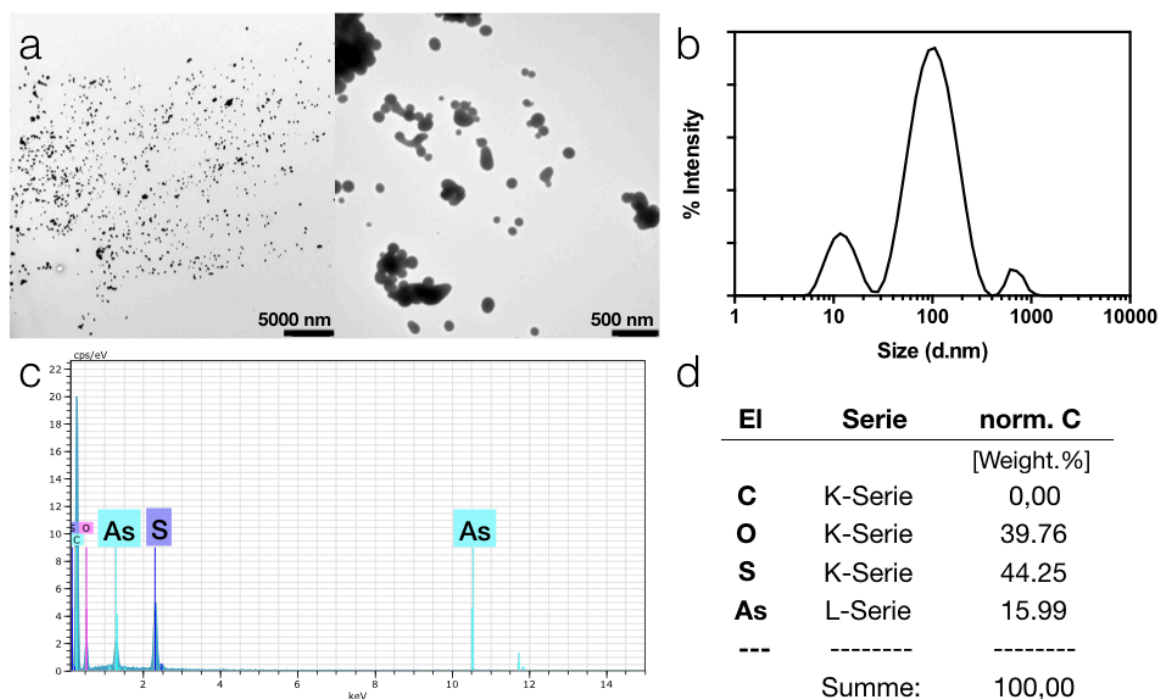 a
5000 nm
500 nm
b
% Intensity
1 10 100 1000 10000
Size (d.nm)
c
cps/eV
22
20
18
16
14
12
10
8
6
4
2
0
S O As S As
C
2 4 6 8 10 12 14
keV
d
El Serie norm. C
[Weight.%]
C K-Serie 0,00
O K-Serie 39.76
S K-Serie 44.25
As L-Serie 15.99
--- -------- --------
Summe: 100,00